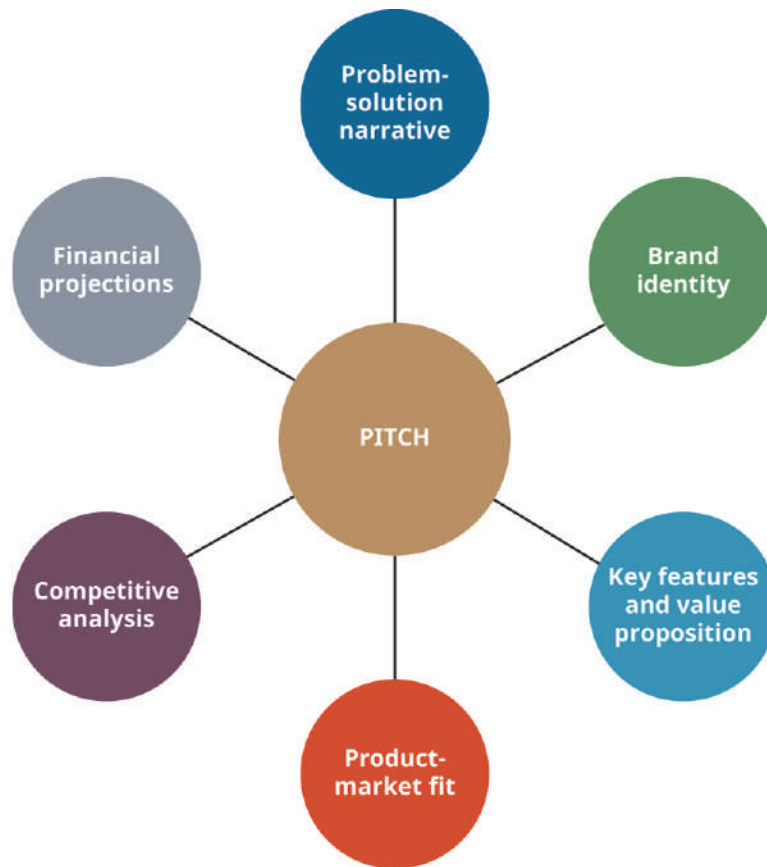 Problem-
solution
narrative
Brand
identity
Key features
and value
proposition
Product-
market fit
Competitive
analysis
Financial
projections
PITCH